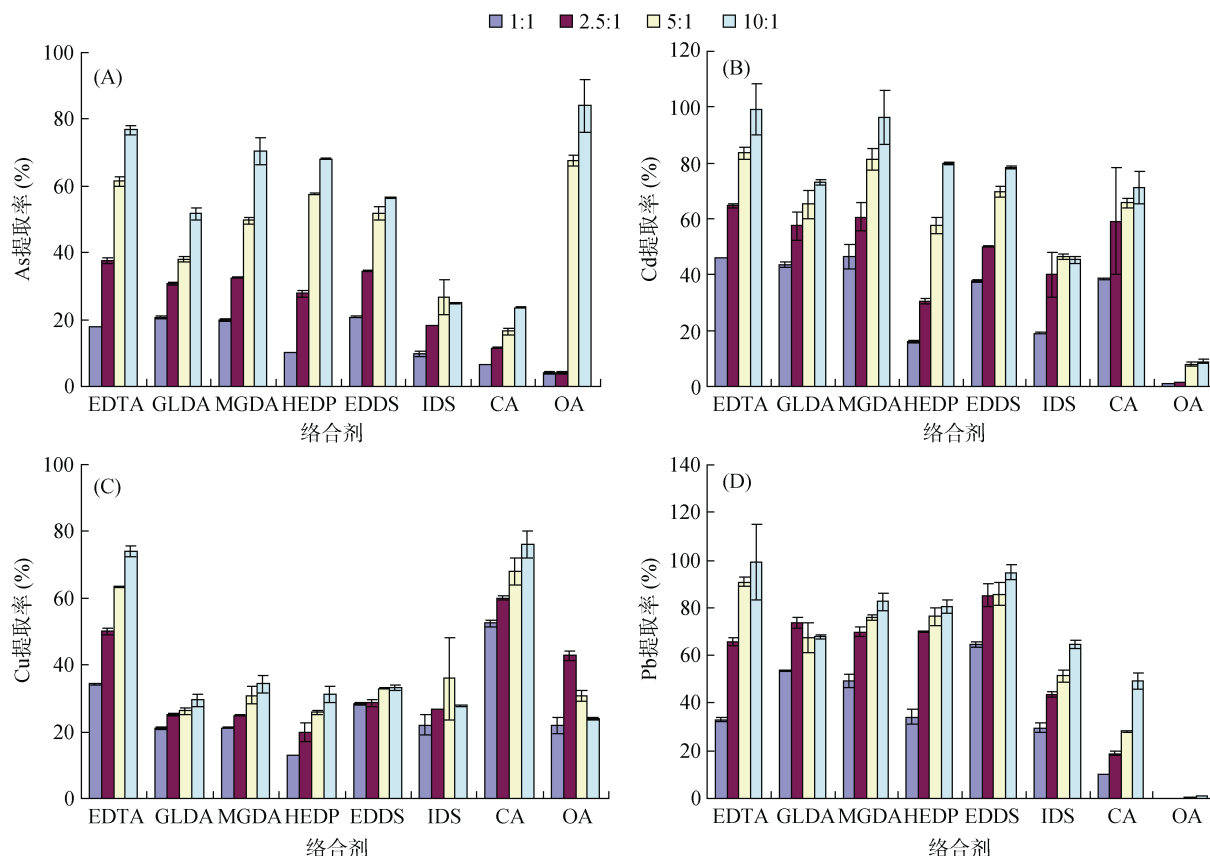 1:1 2.5:1 5:1 10:1
(A)
As提取率 (%)
100
80
60
40
20
0
EDTA GLDA MGDA HEDP EDDS IDS CA OA
络合剂
(B)
Cd提取率 (%)
120
100
80
60
40
20
0
EDTA GLDA MGDA HEDP EDDS IDS CA OA
络合剂
(C)
Cu提取率 (%)
100
80
60
40
20
0
EDTA GLDA MGDA HEDP EDDS IDS CA OA
络合剂
(D)
Pb提取率 (%)
140
120
100
80
60
40
20
0
EDTA GLDA MGDA HEDP EDDS IDS CA OA
络合剂